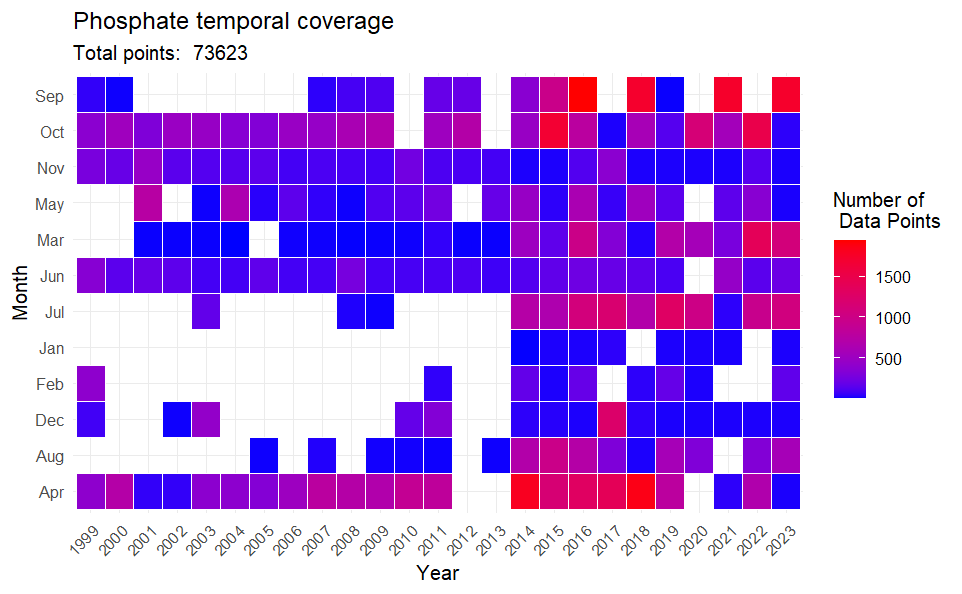 Phosphate temporal coverage
Total points:  73623
Sep
Oct
Nov
May
Mar
Jun
Jul
Jan
Feb
Dec
Aug
Apr
Month
1999
2000
2001
2002
2003
2004
2005
2006
2007
2008
2009
2010
2011
2012
2013
2014
2015
2016
2017
2018
2019
2020
2021
2022
2023
Year
Number of
Data Points
1500
1000
500